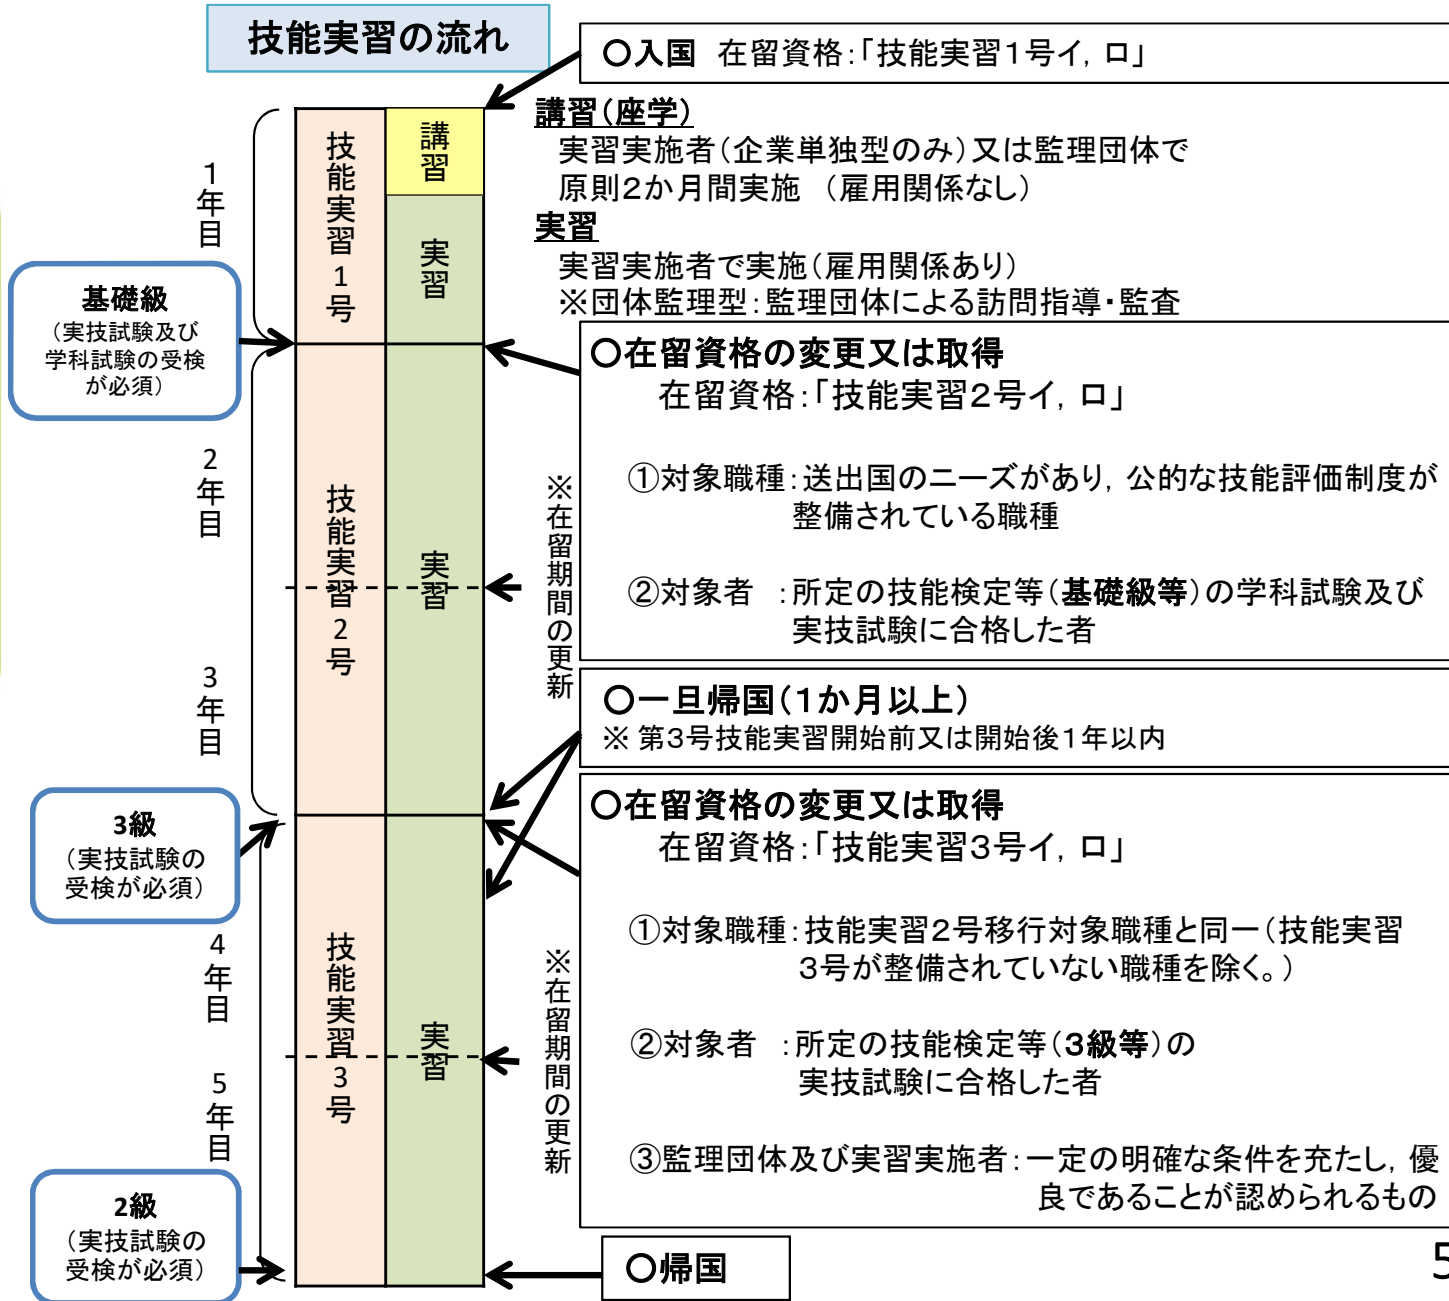 技能実習の流れ
○入国 在留資格:「技能実習1号イ, ロ」
講習(座学)
実習実施者(企業単独型のみ)又は監理団体で
原則2か月間実施 (雇用関係なし)
実習
実習実施者で実施(雇用関係あり)
※団体監理型:監理団体による訪問指導・監査
1年目
技能実習1号
講習
実習
基礎級
(実技試験及び
学科試験の受検
が必須)
○在留資格の変更又は取得
在留資格:「技能実習2号イ, ロ」
①対象職種:送出国のニーズがあり, 公的な技能評価制度が
整備されている職種
②対象者 :所定の技能検定等(基礎級等)の学科試験及び
実技試験に合格した者
2年目
3年目
技能実習2号
実習
※在留期間の更新
○一旦帰国(1か月以上)
※ 第3号技能実習開始前又は開始後1年以内
3級
(実技試験の
受検が必須)
○在留資格の変更又は取得
在留資格:「技能実習3号イ, ロ」
①対象職種:技能実習2号移行対象職種と同一(技能実習
3号が整備されていない職種を除く。)
②対象者 :所定の技能検定等(3級等)の
実技試験に合格した者
③監理団体及び実習実施者:一定の明確な条件を充たし, 優
良であることが認められるもの
4年目
5年目
技能実習3号
実習
※在留期間の更新
2級
(実技試験の
受検が必須)
○帰国
5